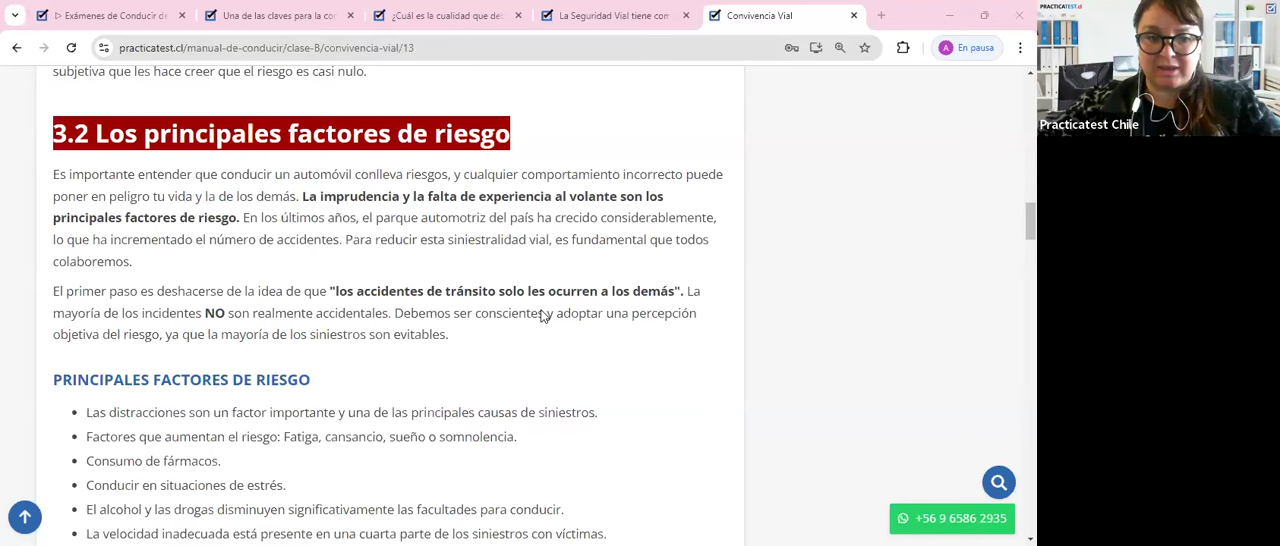 Exámenes de Conducir de
Una de las claves para la co
¿Cuál es la cualidad que de
La Seguridad Vial tiene com
Convivencia Vial
practicatest.cl/manual-de-conducir/clase-B/convivencia-vial/13
A En pausa
PRACTICATEST.cl
Practicatest Chile
subjetiva que les hace creer que el riesgo es casi nulo.
3.2 Los principales factores de riesgo
Es importante entender que conducir un automóvil conlleva riesgos, y cualquier comportamiento incorrecto puede
poner en peligro tu vida y la de los demás. La imprudencia y la falta de experiencia al volante son los
principales factores de riesgo. En los últimos años, el parque automotriz del país ha crecido considerablemente,
lo que ha incrementado el número de accidentes. Para reducir esta siniestralidad vial, es fundamental que todos
colaboremos.
El primer paso es deshacerse de la idea de que "los accidentes de tránsito solo les ocurren a los demás". La
mayoría de los incidentes NO son realmente accidentales. Debemos ser conscientes y adoptar una percepción
objetiva del riesgo, ya que la mayoría de los siniestros son evitables.
PRINCIPALES FACTORES DE RIESGO
• Las distracciones son un factor importante y una de las principales causas de siniestros.
• Factores que aumentan el riesgo: Fatiga, cansancio, sueño o somnolencia.
• Consumo de fármacos.
• Conducir en situaciones de estrés.
• El alcohol y las drogas disminuyen significativamente las facultades para conducir.
• La velocidad inadecuada está presente en una cuarta parte de los siniestros con víctimas.
+56 9 6586 2935